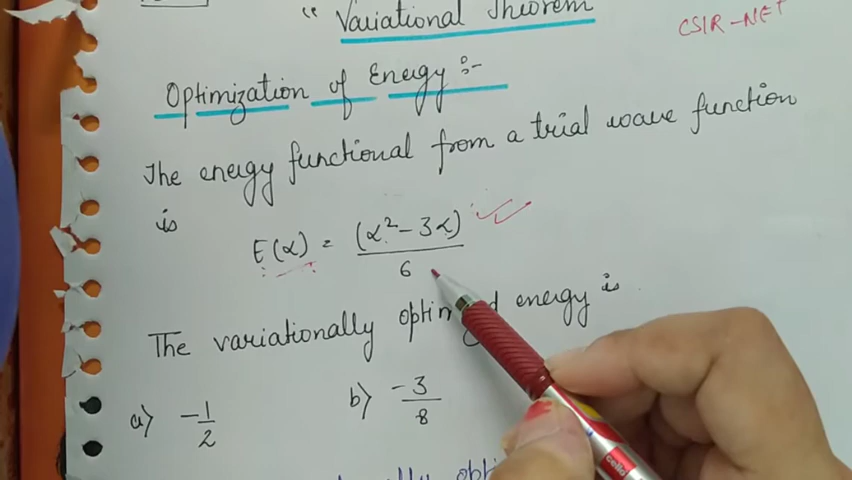 " Variational Theorem
CSIR-NET
Optimization of Energy :-
The energy functional from a trial wave function
is
E(α) = (α² - 3α)
6
The variationally energy is
a) -1/2 b) -3/8
cello